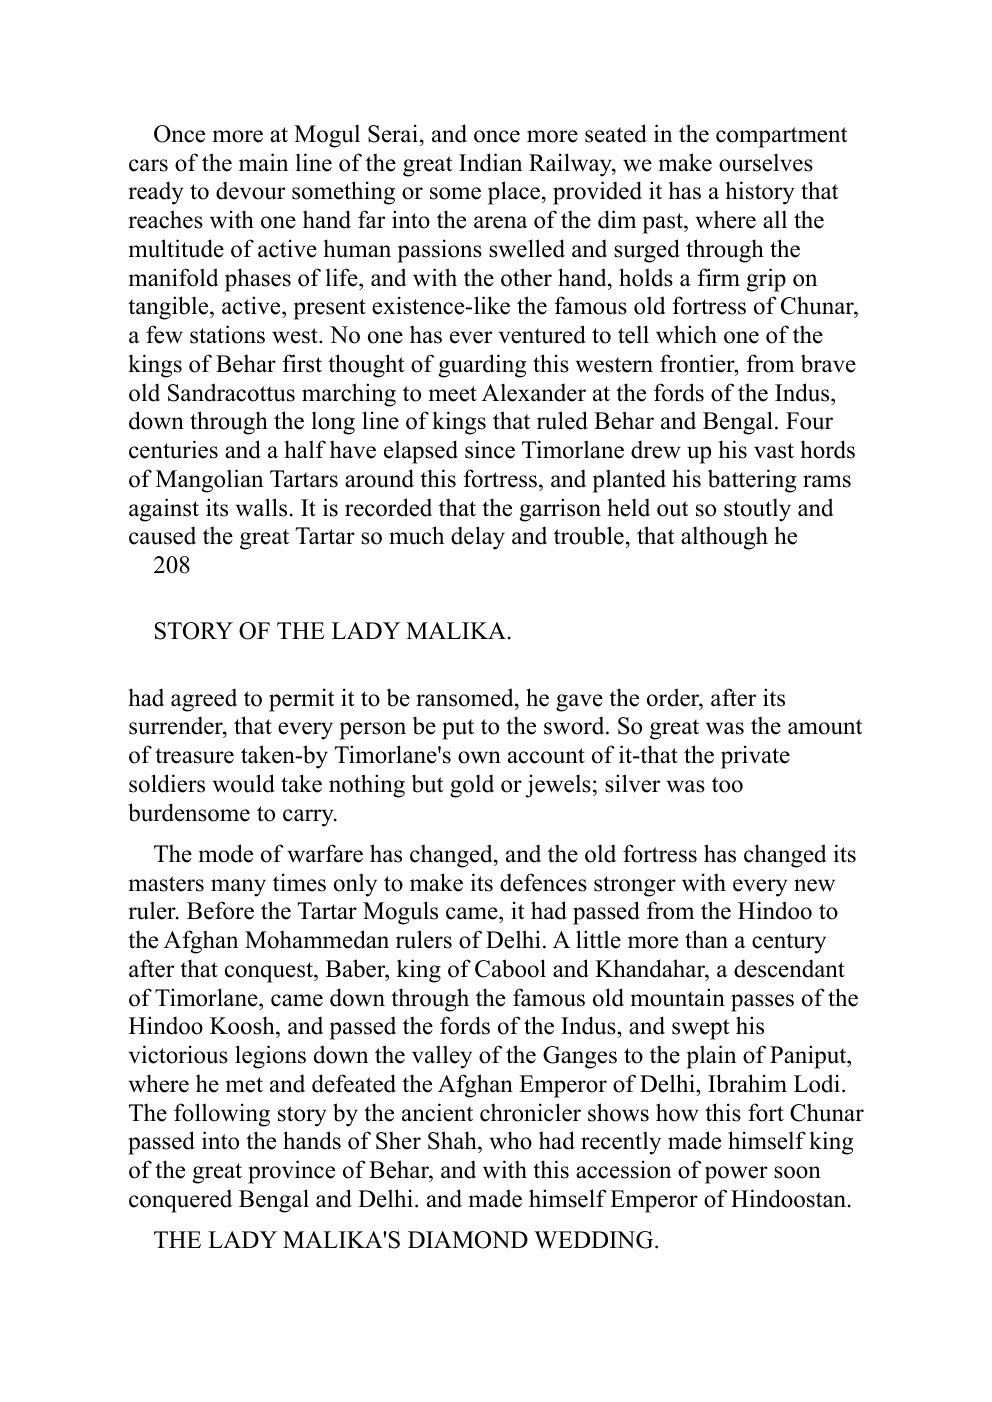 Once more at Mogul Serai, and once more seated in the compartment
cars of the main line of the great Indian Railway, we make ourselves
ready to devour something or some place, provided it has a history that
reaches with one hand far into the arena of the dim past, where all the
multitude of active human passions swelled and surged through the
manifold phases of life, and with the other hand, holds a firm grip on
tangible, active, present existence-like the famous old fortress of Chunar,
a few stations west. No one has ever ventured to tell which one of the
kings of Behar first thought of guarding this western frontier, from brave
old Sandracottus marching to meet Alexander at the fords of the Indus,
down through the long line of kings that ruled Behar and Bengal. Four
centuries and a half have elapsed since Timorlane drew up his vast hords
of Mangolian Tartars around this fortress, and planted his battering rams
against its walls. It is recorded that the garrison held out so stoutly and
caused the great Tartar so much delay and trouble, that although he
208
STORY OF THE LADY MALIKA.
had agreed to permit it to be ransomed, he gave the order, after its
surrender, that every person be put to the sword. So great was the amount
of treasure taken-by Timorlane's own account of it-that the private
soldiers would take nothing but gold or jewels; silver was too
burdensome to carry.
The mode of warfare has changed, and the old fortress has changed its
masters many times only to make its defences stronger with every new
ruler. Before the Tartar Moguls came, it had passed from the Hindoo to
the Afghan Mohammedan rulers of Delhi. A little more than a century
after that conquest, Baber, king of Cabool and Khandahar, a descendant
of Timorlane, came down through the famous old mountain passes of the
Hindoo Koosh, and passed the fords of the Indus, and swept his
victorious legions down the valley of the Ganges to the plain of Paniput,
where he met and defeated the Afghan Emperor of Delhi, Ibrahim Lodi.
The following story by the ancient chronicler shows how this fort Chunar
passed into the hands of Sher Shah, who had recently made himself king
of the great province of Behar, and with this accession of power soon
conquered Bengal and Delhi. and made himself Emperor of Hindoostan.
THE LADY MALIKA'S DIAMOND WEDDING.